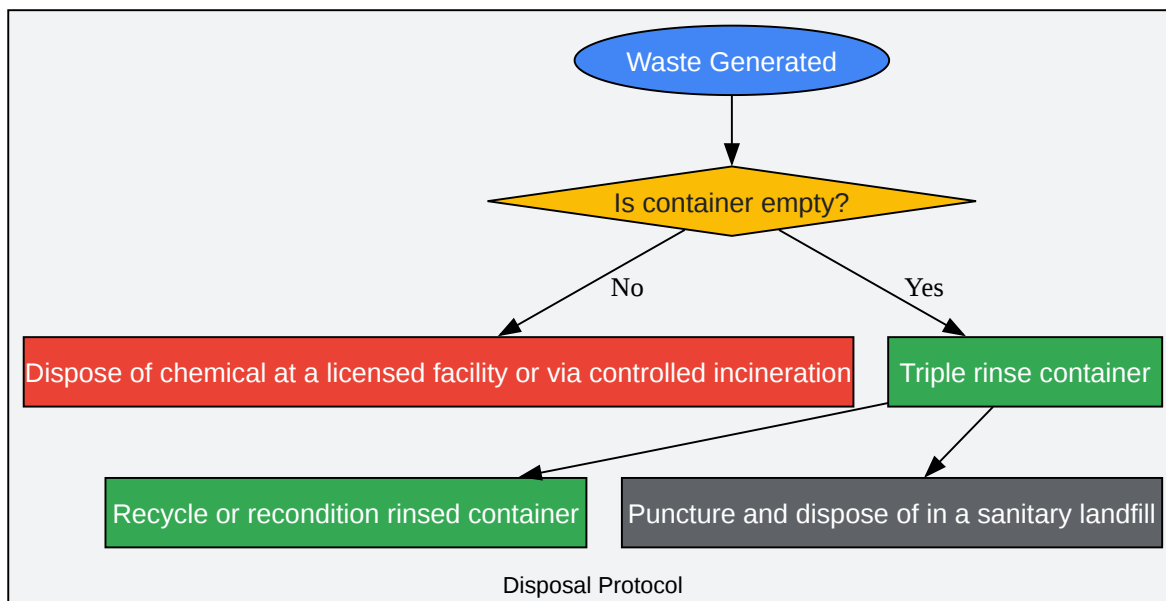 Waste Generated
Is container empty?
No
Yes
Dispose of chemical at a licensed facility or via controlled incineration
Triple rinse container
Recycle or recondition rinsed container
Puncture and dispose of in a sanitary landfill
Disposal Protocol